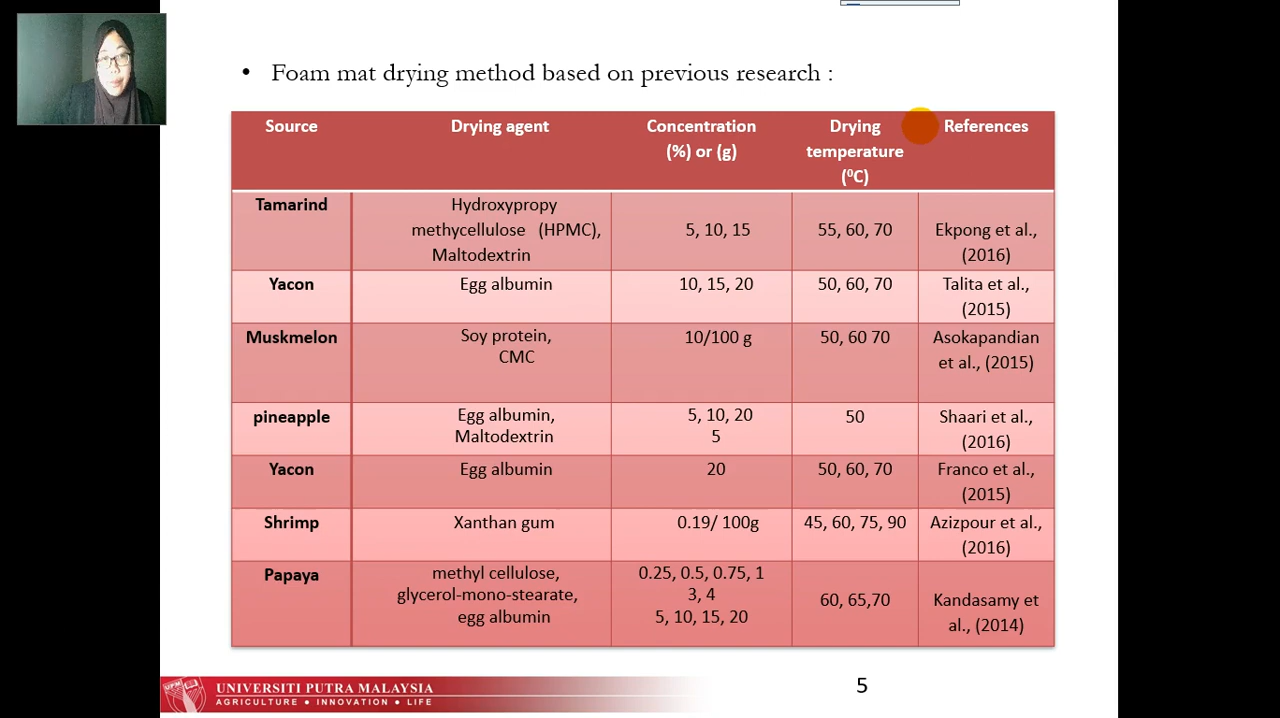 • Foam mat drying method based on previous research :
Source Drying agent Concentration (%) or (g) Drying temperature (⁰C) References
Tamarind Hydroxypropy methycellulose (HPMC), Maltodextrin 5, 10, 15 55, 60, 70 Ekpong et al., (2016)
Yacon Egg albumin 10, 15, 20 50, 60, 70 Talita et al., (2015)
Muskmelon Soy protein, CMC 10/100 g 50, 60 70 Asokapandian et al., (2015)
pineapple Egg albumin, Maltodextrin 5, 10, 20 5 50 Shaari et al., (2016)
Yacon Egg albumin 20 50, 60, 70 Franco et al., (2015)
Shrimp Xanthan gum 0.19/ 100g 45, 60, 75, 90 Azizpour et al., (2016)
Papaya methyl cellulose, glycerol-mono-stearate, egg albumin 0.25, 0.5, 0.75, 1 3, 4 5, 10, 15, 20 60, 65,70 Kandasamy et al., (2014)
UPM
UNIVERSITI PUTRA MALAYSIA
AGRICULTURE • INNOVATION • LIFE
5